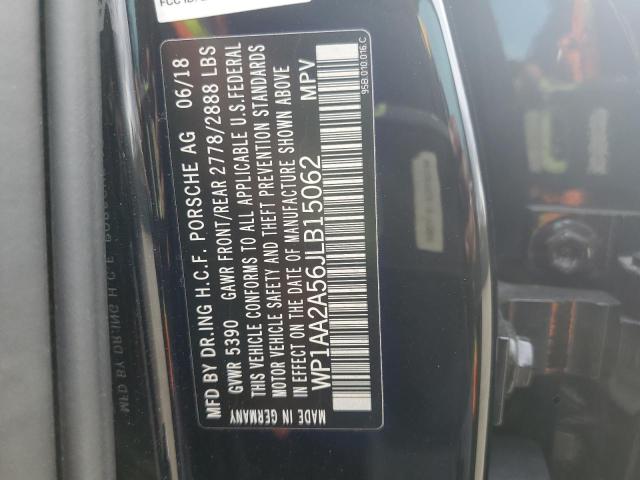 MFD BY DR.ING H.C.F. PORSCHE AG 06/18
GVWR 5390 GAWR FRONT/REAR 2778/2888 LBS
THIS VEHICLE CONFORMS TO ALL APPLICABLE U.S.FEDERAL
MOTOR VEHICLE SAFETY AND THEFT PREVENTION STANDARDS
IN EFFECT ON THE DATE OF MANUFACTURE SHOWN ABOVE
WP1AA2A56JLB15062 MPV
MADE IN GERMANY
95B 010 016 C